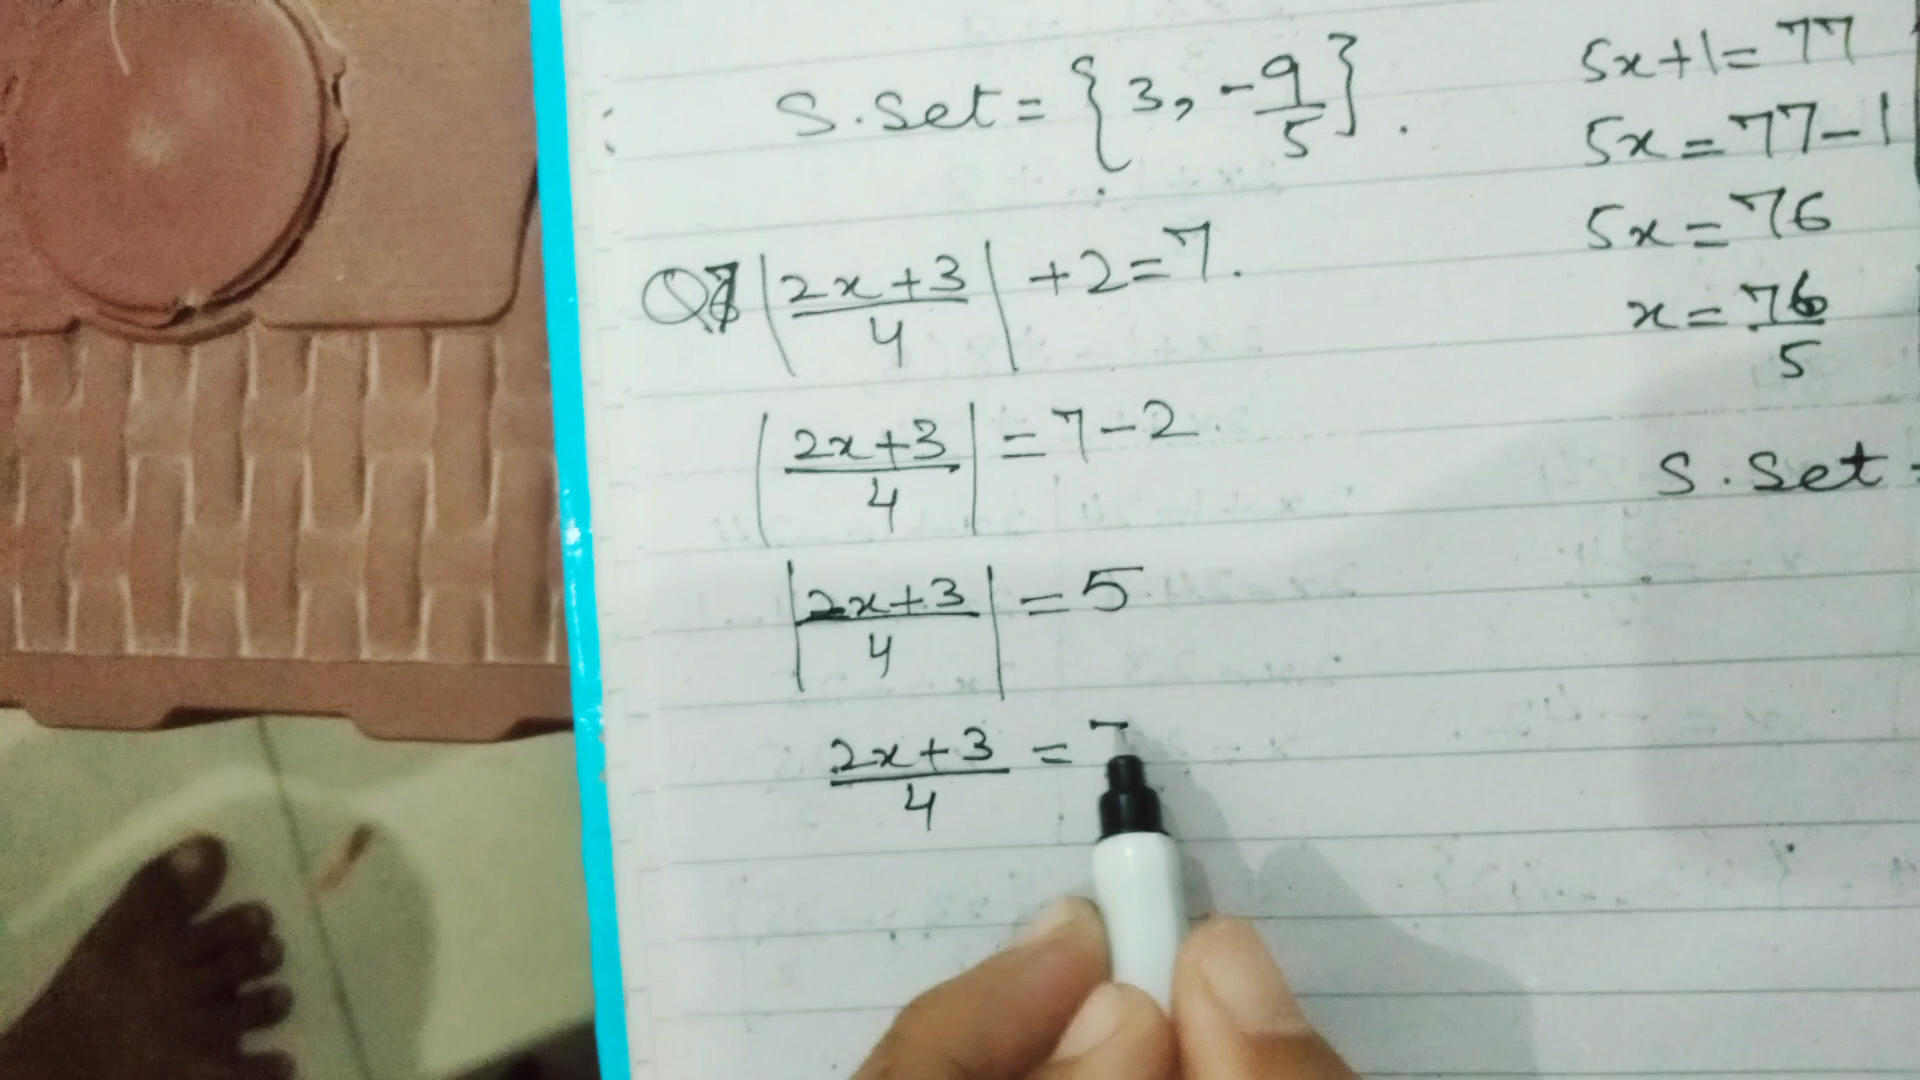 S.Set = {3, -9/5}.
Q7 |2x+3/4| +2=7.
|2x+3/4| = 7-2.
|2x+3/4| = 5
2x+3/4 =
5x+1=77
5x=77-1
5x=76
x=76/5
S.Set =